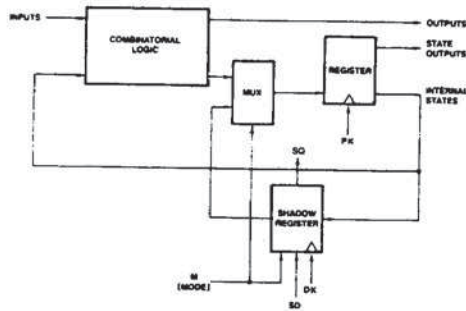 INPUTS
COMBINATORIAL
LOGIC
OUTPUTS
STATE
OUTPUTS
REGISTER
MUX
INTERNAL
STATES
PK
SO
SHADOW
REGISTER
M
(MODE)
DK
SD